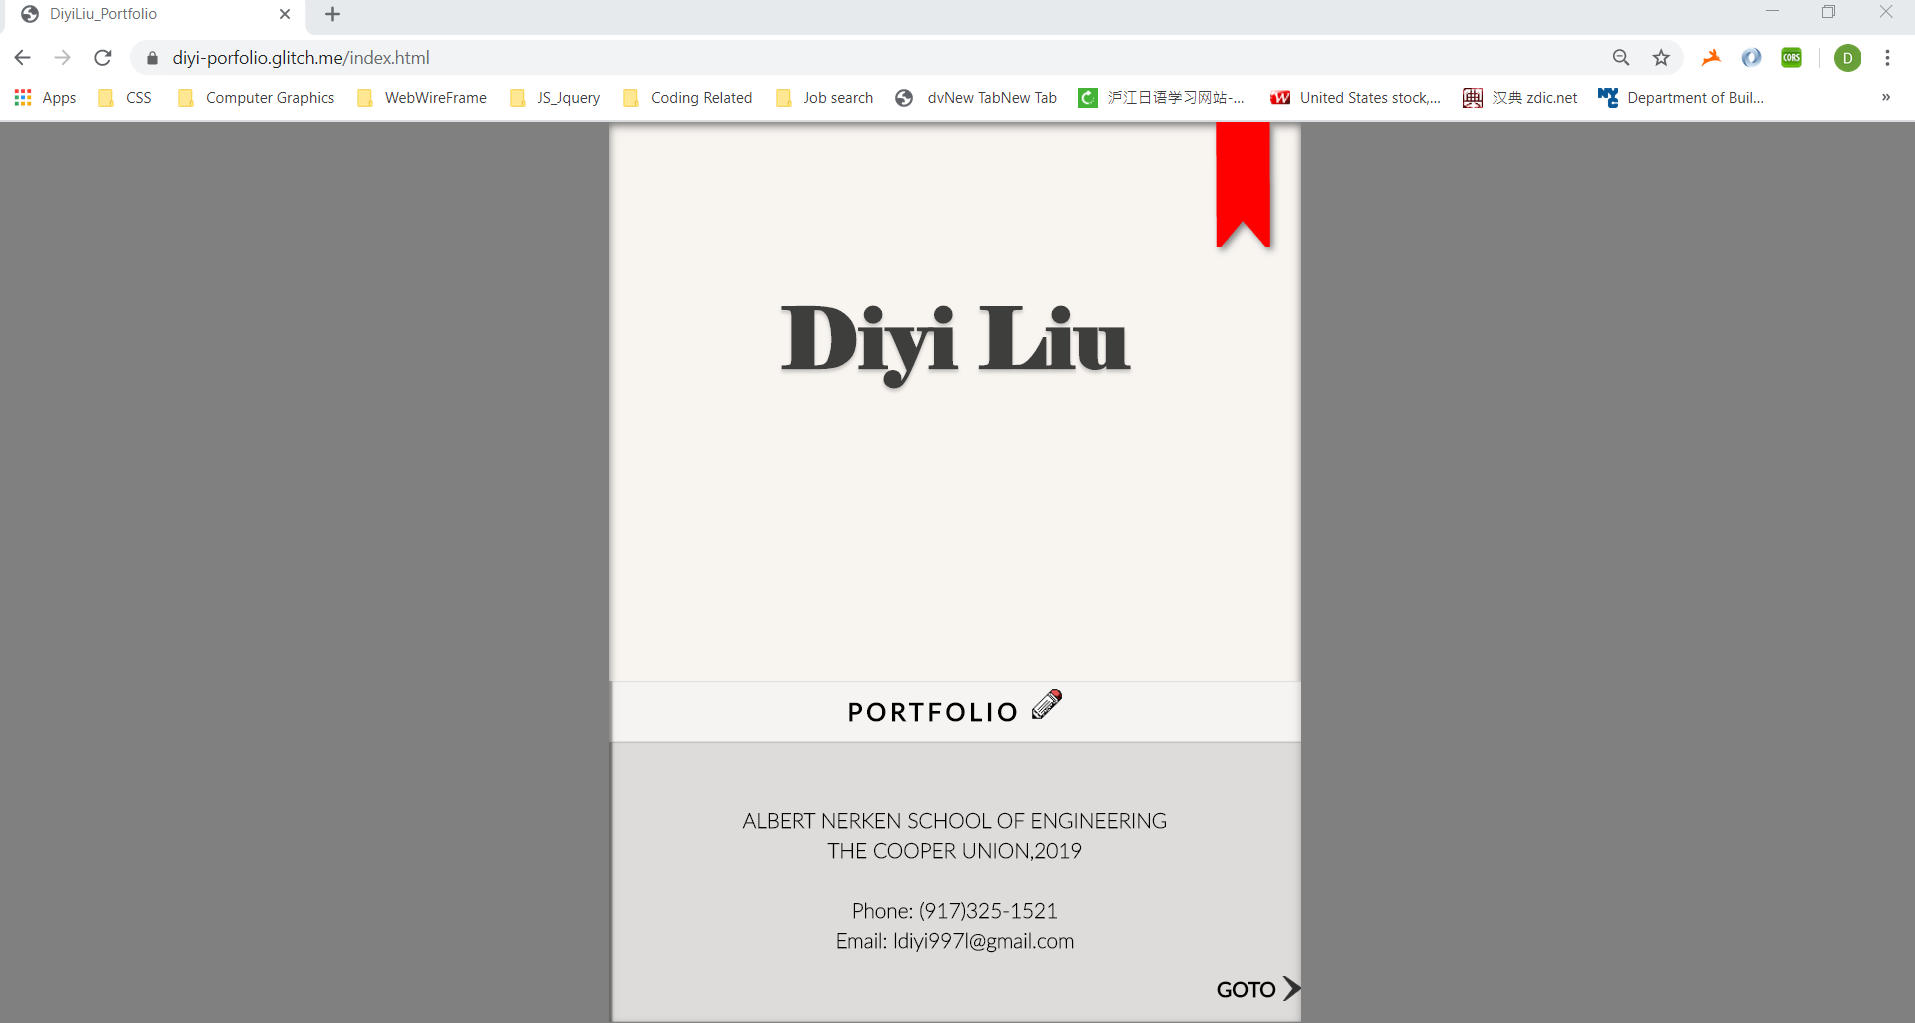 DiyiLiu_Portfolio
diyi-porfolio.glitch.me/index.html
D
CORS
Apps CSS Computer Graphics WebWireFrame JS_Jquery Coding Related Job search dvNew TabNew Tab 沪江日语学习网站-... United States stock,... 汉典 zdic.net Department of Buil... »
Diyi Liu
PORTFOLIO
ALBERT NERKEN SCHOOL OF ENGINEERING
THE COOPER UNION,2019
Phone: (917)325-1521
Email: ldiyi997l@gmail.com
GOTO